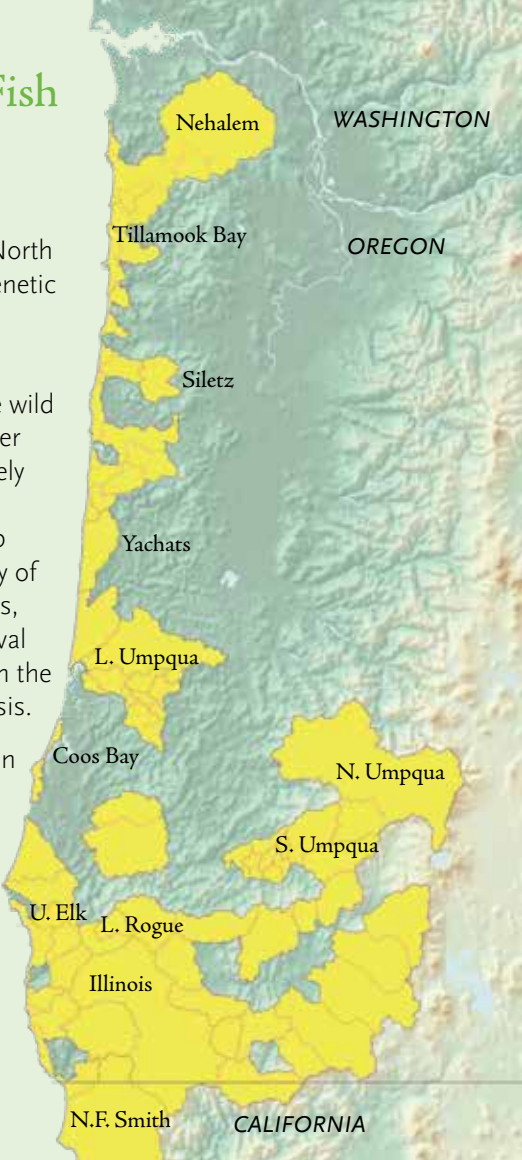 Fish
North
enetic
e wild
er
ely
o
y of
s,
val
n the
sis.
n
Nehalem
WASHINGTON
Tillamook Bay
OREGON
Siletz
Yachats
L. Umpqua
Coos Bay
N. Umpqua
S. Umpqua
U. Elk
L. Rogue
Illinois
N.F. Smith
CALIFORNIA